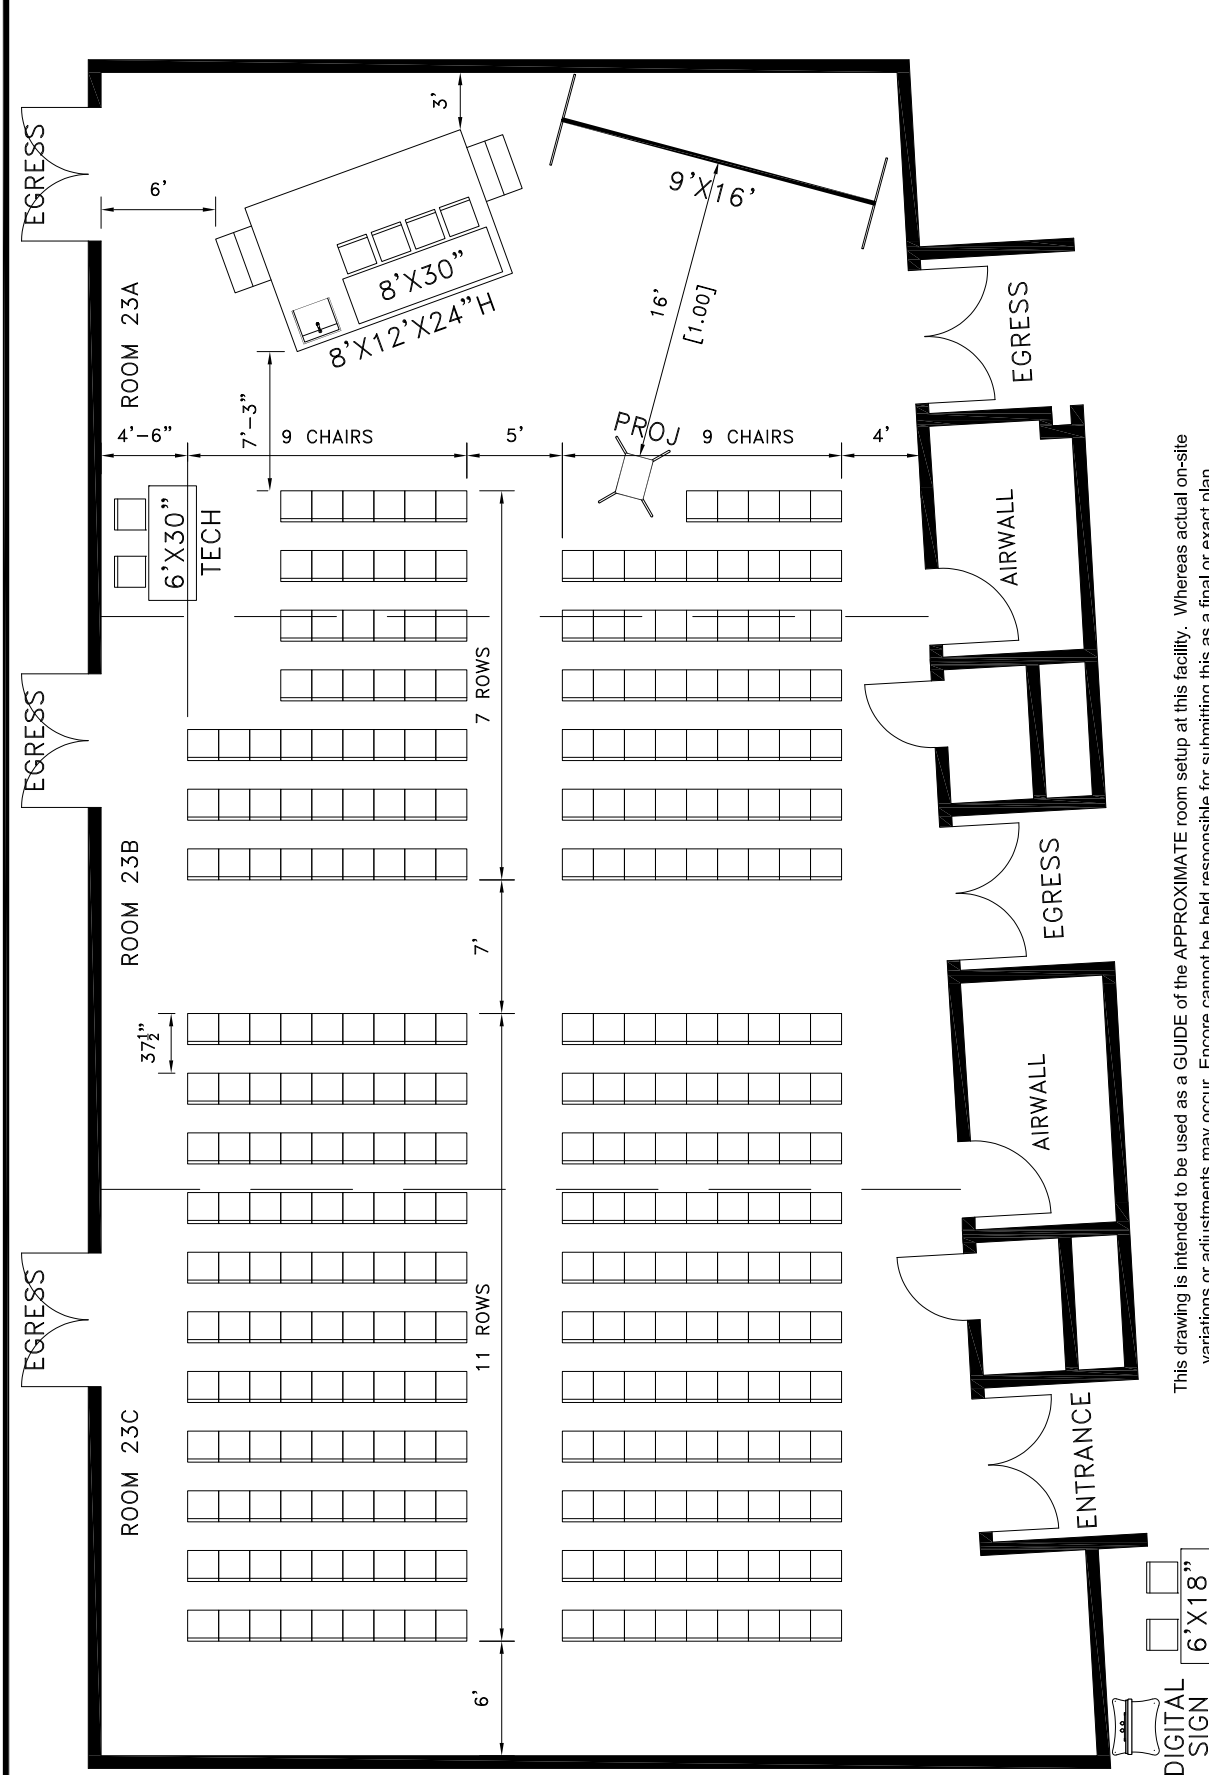 EGRESS
3'
6'
9'X16'
8'X30"
8'X12'X24"H
ROOM 23A
16'
[1.00]
EGRESS
4'-6"
7'-3"
9 CHAIRS
5'
PROJ
9 CHAIRS
4'
6'X30"
TECH
AIRWALL
7 ROWS
EGRESS
ROOM 23B
7'
EGRESS
37½"
AIRWALL
EGRESS
11 ROWS
ROOM 23C
ENTRANCE
6'
6'X18"
DIGITAL
SIGN
This drawing is intended to be used as a GUIDE of the APPROXIMATE room setup at this facility. Whereas actual on-site
variations or adjustments may occur, Encore cannot be held responsible for submitting this as a final or exact plan